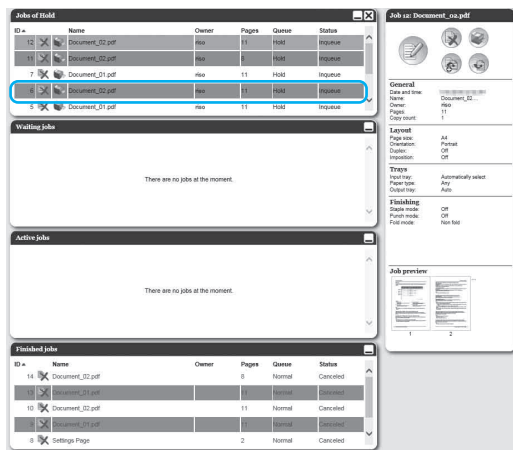 Jobs of Hold
ID Name Owner Pages Queue Status
12 Document_02.pdf riso 11 Hold Inqueue
11 Document_02.pdf riso 8 Hold Inqueue
7 Document_01.pdf riso 11 Hold Inqueue
6 Document_02.pdf riso 11 Hold Inqueue
5 Document_01.pdf riso 11 Hold Inqueue
Waiting jobs
There are no jobs at the moment.
Active jobs
There are no jobs at the moment.
Finished jobs
ID Name Owner Pages Queue Status
14 Document_02.pdf 8 Normal Canceled
13 Document_01.pdf 11 Normal Canceled
10 Document_02.pdf 11 Normal Canceled
9 Document_01.pdf 11 Normal Canceled
8 Settings Page 2 Normal Canceled
Job 12: Document_02.pdf
General
Date and time:
Name: Document_02....
Owner: riso
Pages: 11
Copy count: 1
Layout
Page size: A4
Orientation: Portrait
Duplex: Off
Imposition: Off
Trays
Input tray: Automatically select
Paper type: Any
Output tray: Auto
Finishing
Staple mode: Off
Punch mode: Off
Fold mode: Non fold
Job preview
1 2